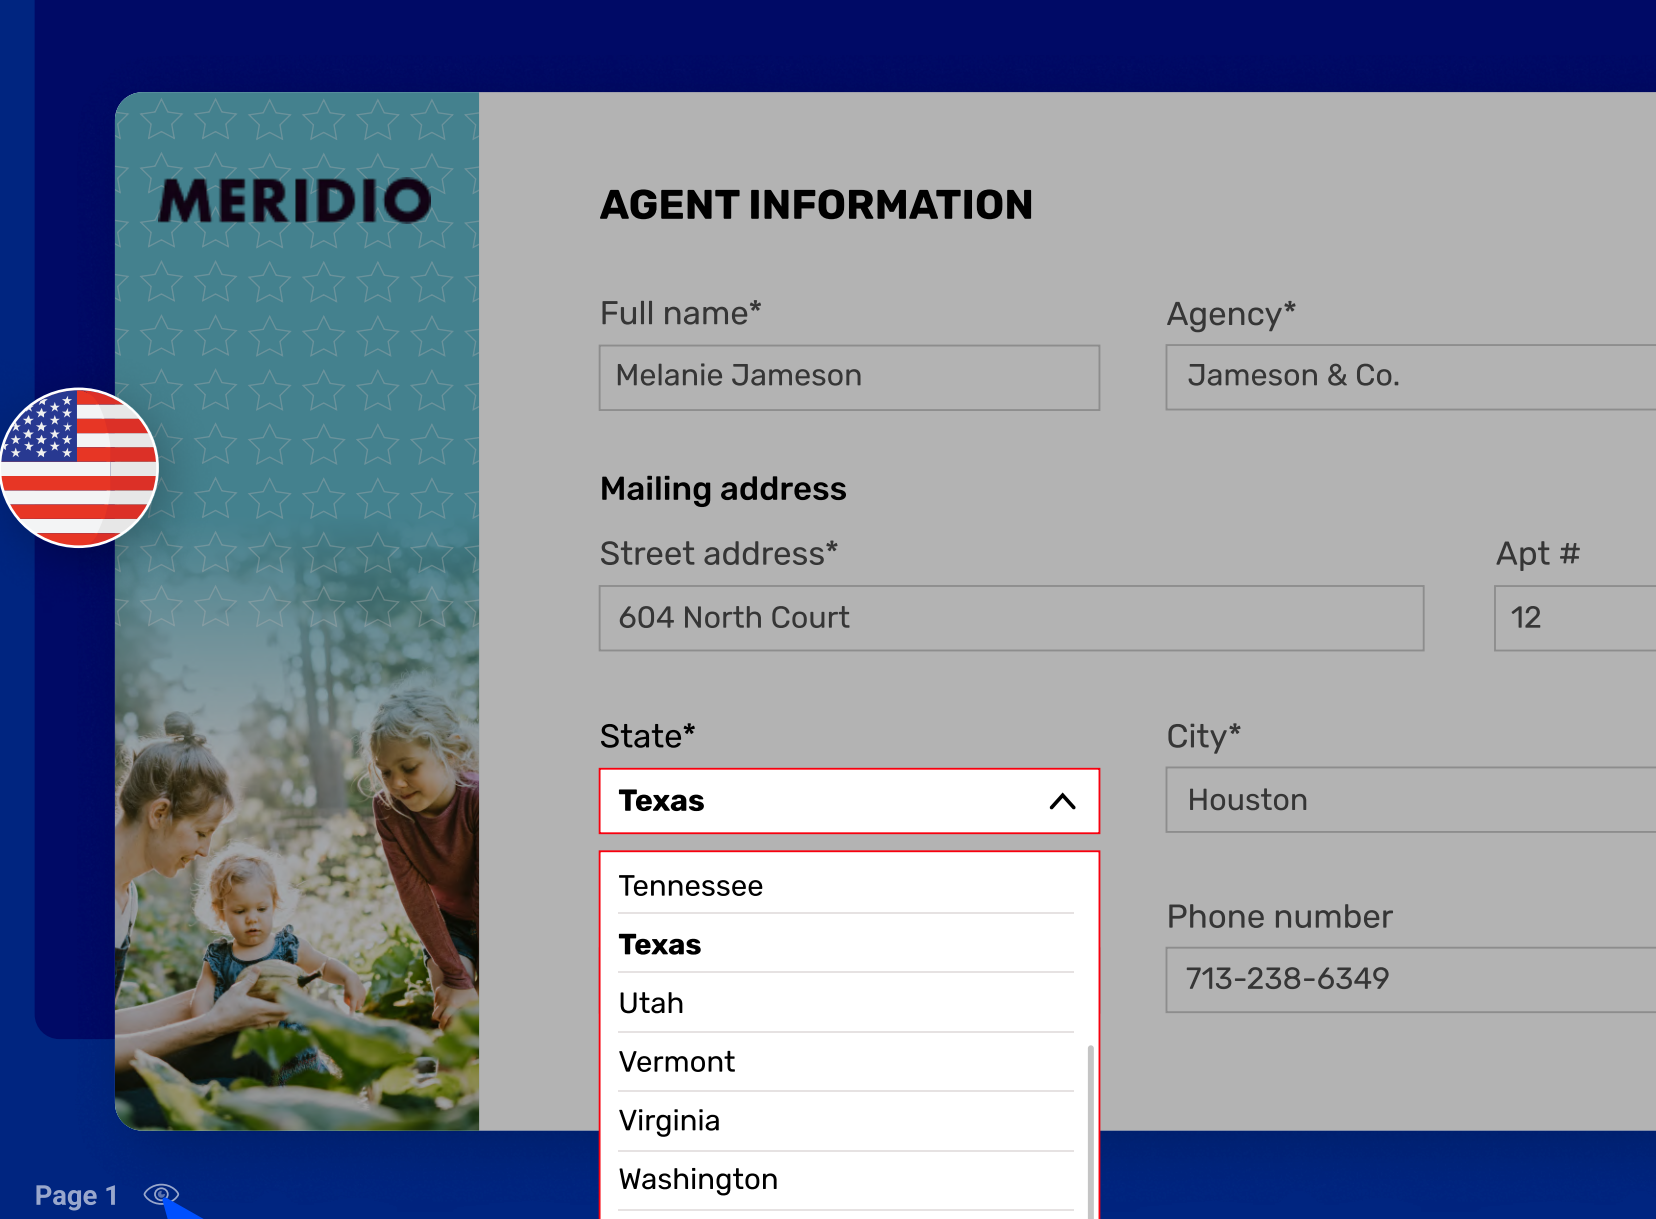 MERIDIO
AGENT INFORMATION
Full name*
Agency*
Melanie Jameson
Jameson & Co.
Mailing address
Street address*
Apt #
604 North Court
12
State*
City*
Texas
Houston
Tennessee
Texas
Utah
Vermont
Virginia
Washington
Phone number
713-238-6349
Page 1